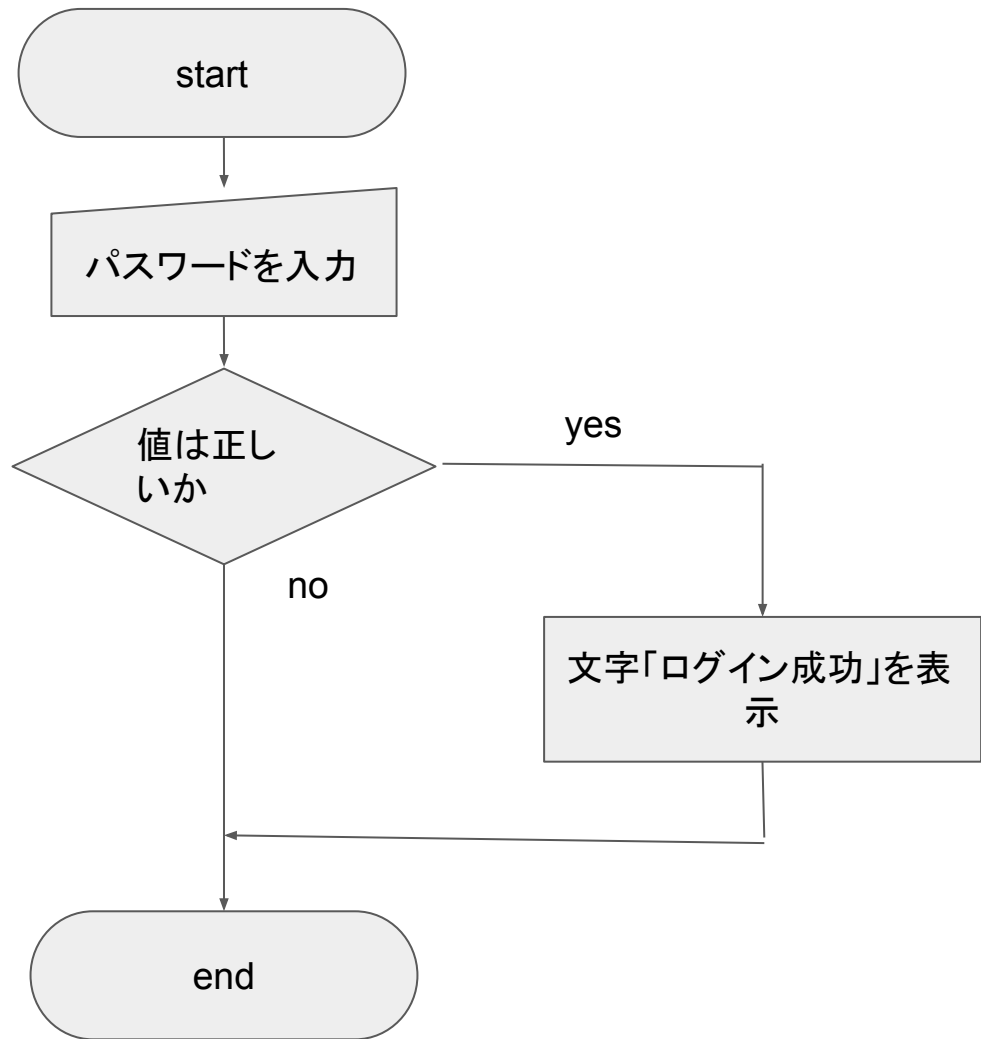 start
パスワードを入力
値は正し
いか
yes
no
文字「ログイン成功」を表
示
end